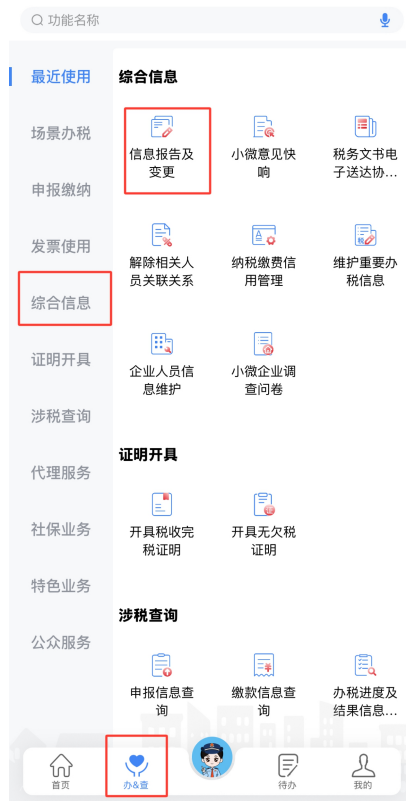 功能名称
最近使用
场景办税
申报缴纳
发票使用
综合信息
证明开具
涉税查询
代理服务
社保业务
特色业务
公众服务
综合信息
信息报告及
变更
小微意见快
响
税务文书电
子送达协...
解除相关人
员关联关系
纳税缴费信
用管理
维护重要办
税信息
企业人员信
息维护
小微企业调
查问卷
证明开具
开具税收完
税证明
开具无欠税
证明
涉税查询
申报信息查
询
缴款信息查
询
办税进度及
结果信息...
首页
办&查
待办
我的